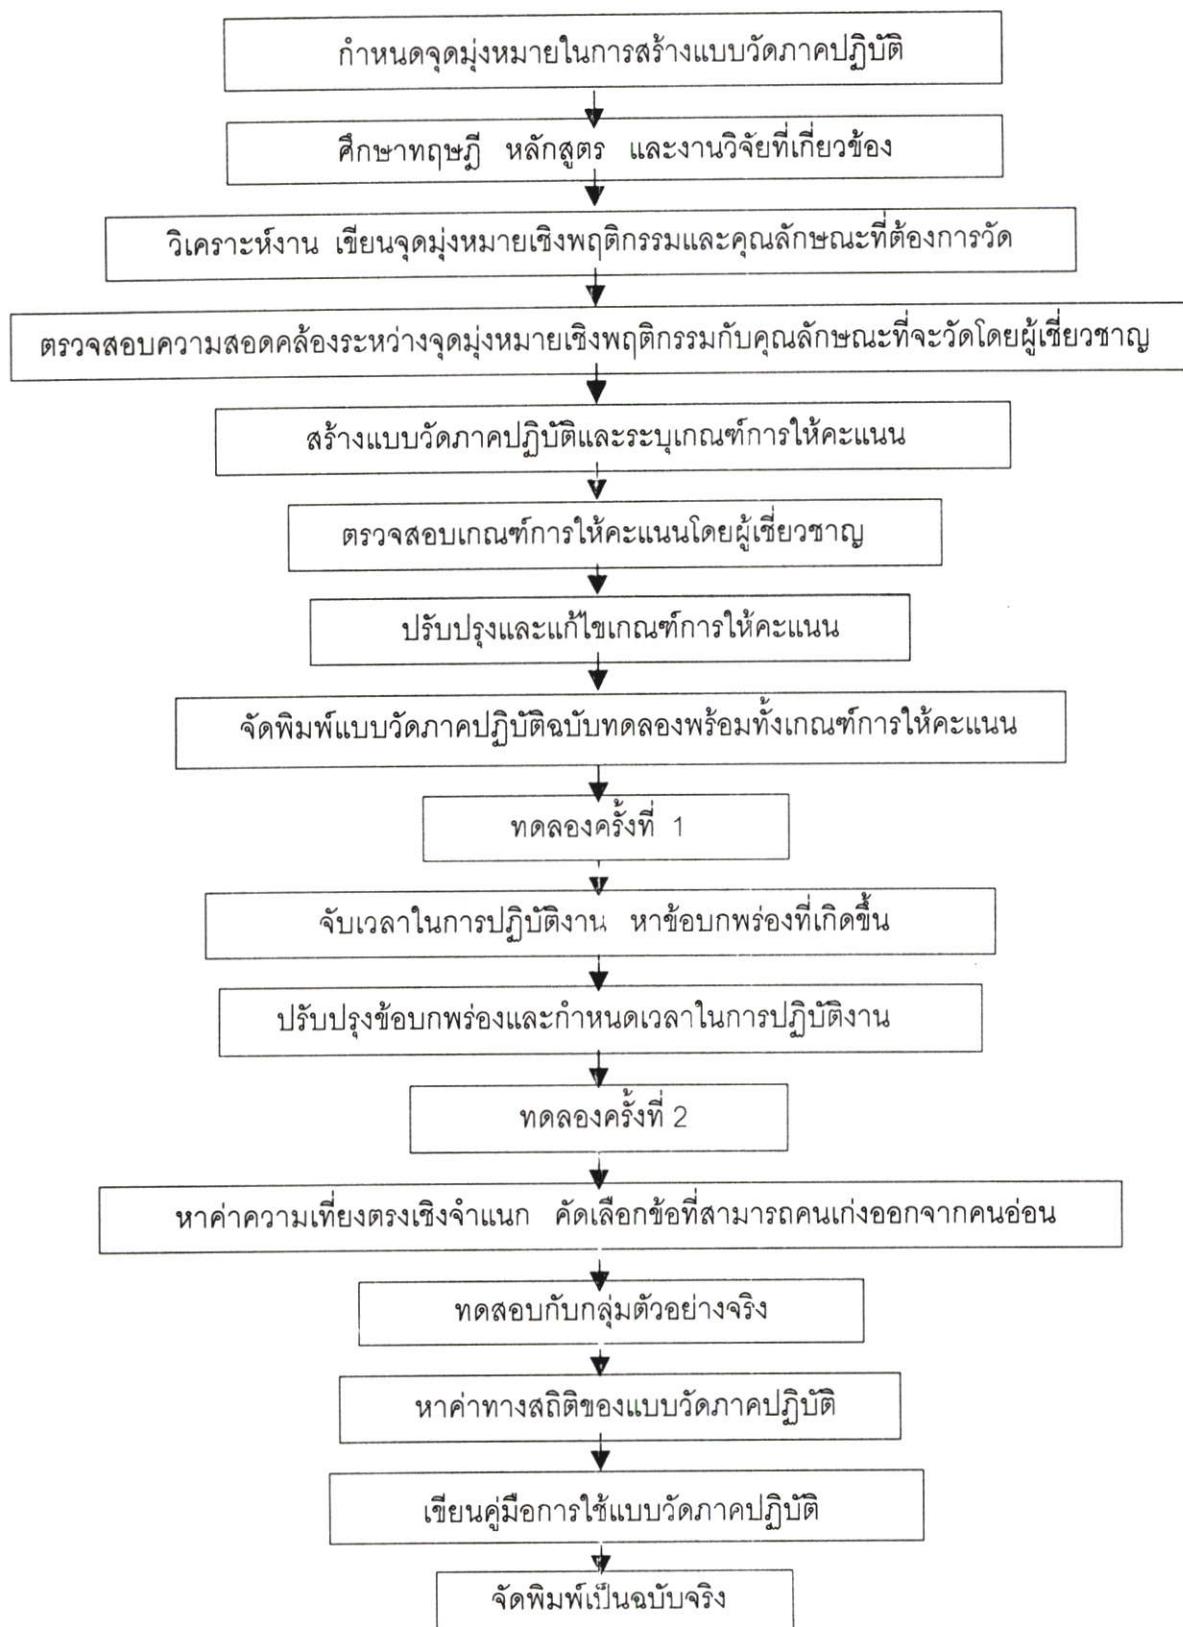 กำหนดจุดมุ่งหมายในการสร้างแบบวัดภาคปฏิบัติ
ศึกษาทฤษฎี หลักสูตร และงานวิจัยที่เกี่ยวข้อง
วิเคราะห์งาน เขียนจุดมุ่งหมายเชิงพฤติกรรมและคุณลักษณะที่ต้องการวัด
ตรวจสอบความสอดคล้องระหว่างจุดมุ่งหมายเชิงพฤติกรรมกับคุณลักษณะที่จะวัดโดยผู้เชี่ยวชาญ
สร้างแบบวัดภาคปฏิบัติและระบุเกณฑ์การให้คะแนน
ตรวจสอบเกณฑ์การให้คะแนนโดยผู้เชี่ยวชาญ
ปรับปรุงและแก้ไขเกณฑ์การให้คะแนน
จัดพิมพ์แบบวัดภาคปฏิบัติฉบับทดลองพร้อมทั้งเกณฑ์การให้คะแนน
ทดลองครั้งที่ 1
จับเวลาในการปฏิบัติงาน หาข้อบกพร่องที่เกิดขึ้น
ปรับปรุงข้อบกพร่องและกำหนดเวลาในการปฏิบัติงาน
ทดลองครั้งที่ 2
หาค่าความเที่ยงตรงเชิงจำแนก คัดเลือกข้อที่สามารถคนเก่งออกจากคนอ่อน
ทดสอบกับกลุ่มตัวอย่างจริง
หาค่าทางสถิติของแบบวัดภาคปฏิบัติ
เขียนคู่มือการใช้แบบวัดภาคปฏิบัติ
จัดพิมพ์เป็นฉบับจริง